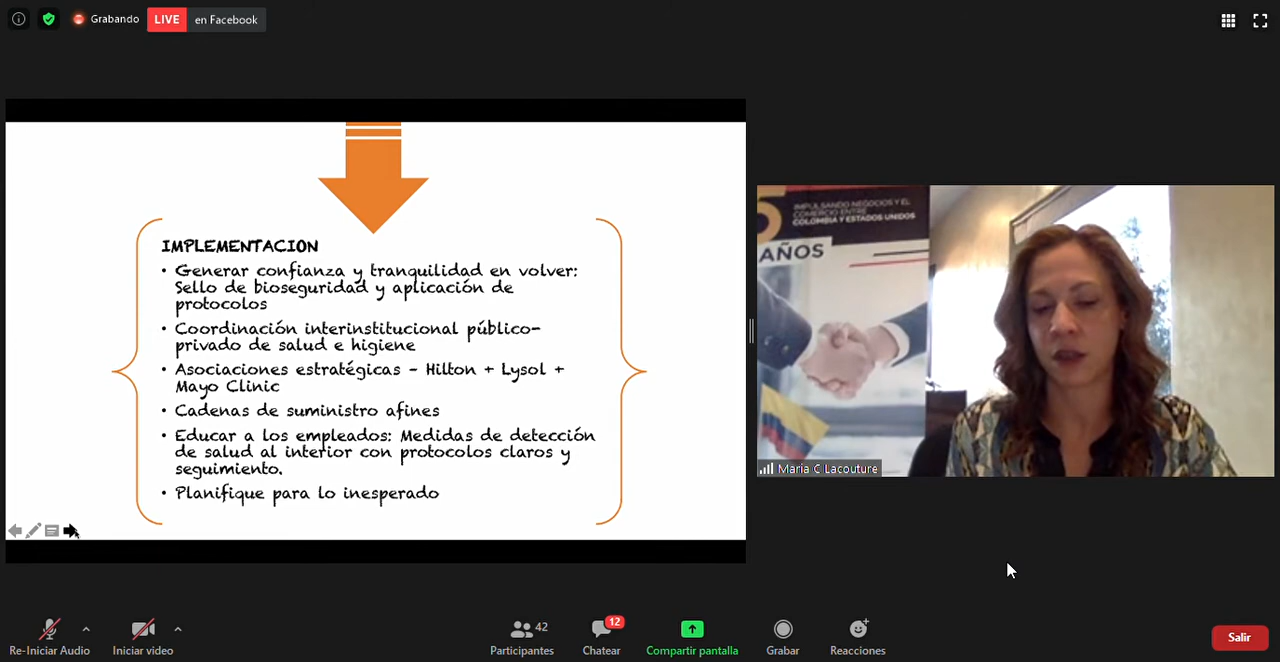 Grabando
LIVE
en Facebook
IMPLEMENTACION
• Generar confianza y tranquilidad en volver:
Sello de bioseguridad y aplicación de
protocolos
• Coordinación interinstitucional público-
privado de salud e higiene
• Asociaciones estratégicas – Hilton + Lysol +
Mayo Clinic
• Cadenas de suministro afines
• Educar a los empleados: Medidas de detección
de salud al interior con protocolos claros y
seguimiento.
• Planifique para lo inesperado
5
IMPULSANDO NEGOCIOS Y EL
COMERCIO ENTRE
COLOMBIA Y ESTADOS UNIDOS
AÑOS
Maria C Lacouture
Re-Iniciar Audio
Iniciar video
42
Participantes
12
Chatear
Compartir pantalla
Grabar
Reacciones
Salir